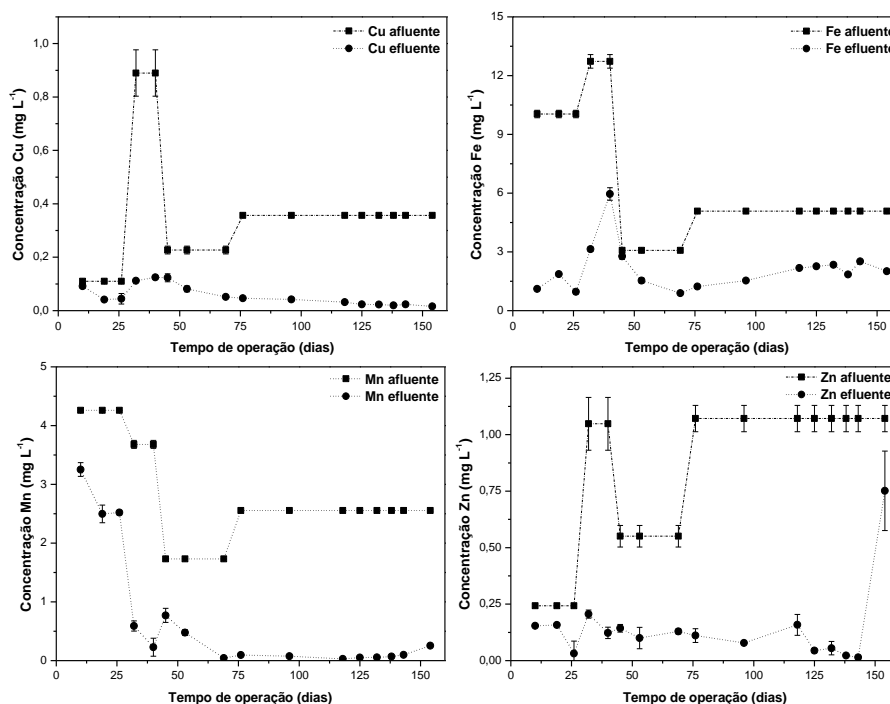 Cu afluente
Cu efluente
1,0
0,8
0,6
0,4
0,2
0,0
Concentração Cu (mg L-1)
0 25 50 75 100 125 150
Tempo de operação (dias)
Fe afluente
Fe efluente
15
12
9
6
3
0
Concentração Fe (mg L-1)
0 25 50 75 100 125 150
Tempo de operação (dias)
Mn afluente
Mn efluente
5
4
3
2
1
0
Concentração Mn (mg L-1)
0 25 50 75 100 125 150
Tempo de operação (dias)
Zn afluente
Zn efluente
1,25
1,00
0,75
0,50
0,25
0,00
Concentração Zn (mg L-1)
0 25 50 75 100 125 150
Tempo de operação (dias)